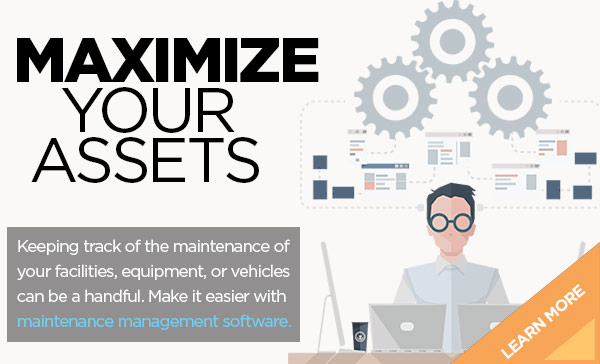 MAXIMIZE
YOUR
ASSETS
Keeping track of the maintenance of
your facilities, equipment, or vehicles
can be a handful. Make it easier with
maintenance management software.
LEARN MORE